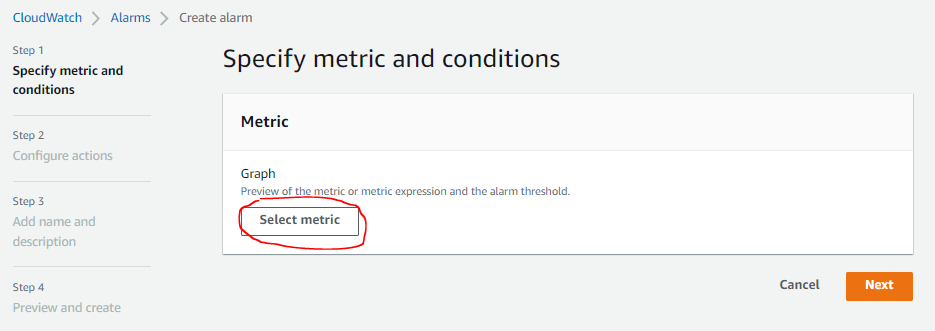 CloudWatch > Alarms > Create alarm
Step 1
Specify metric and
conditions
Step 2
Configure actions
Step 3
Add name and
description
Step 4
Preview and create
Specify metric and conditions
Metric
Graph
Preview of the metric or metric expression and the alarm threshold.
Select metric
Cancel Next